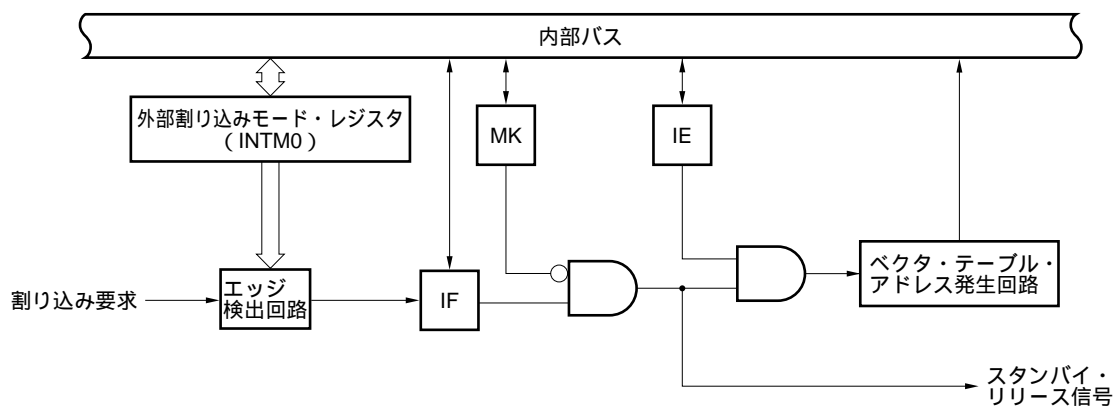 内部バス
外部割り込みモード・レジスタ
(INTM0)
MK
IE
割り込み要求
エッジ
検出回路
IF
ベクタ・テーブル・
アドレス発生回路
スタンバイ・
リリース信号